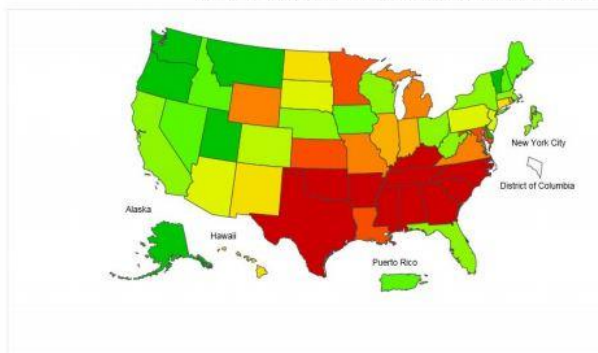 New York City
District of Columbia
Alaska
Hawaii
Puerto Rico